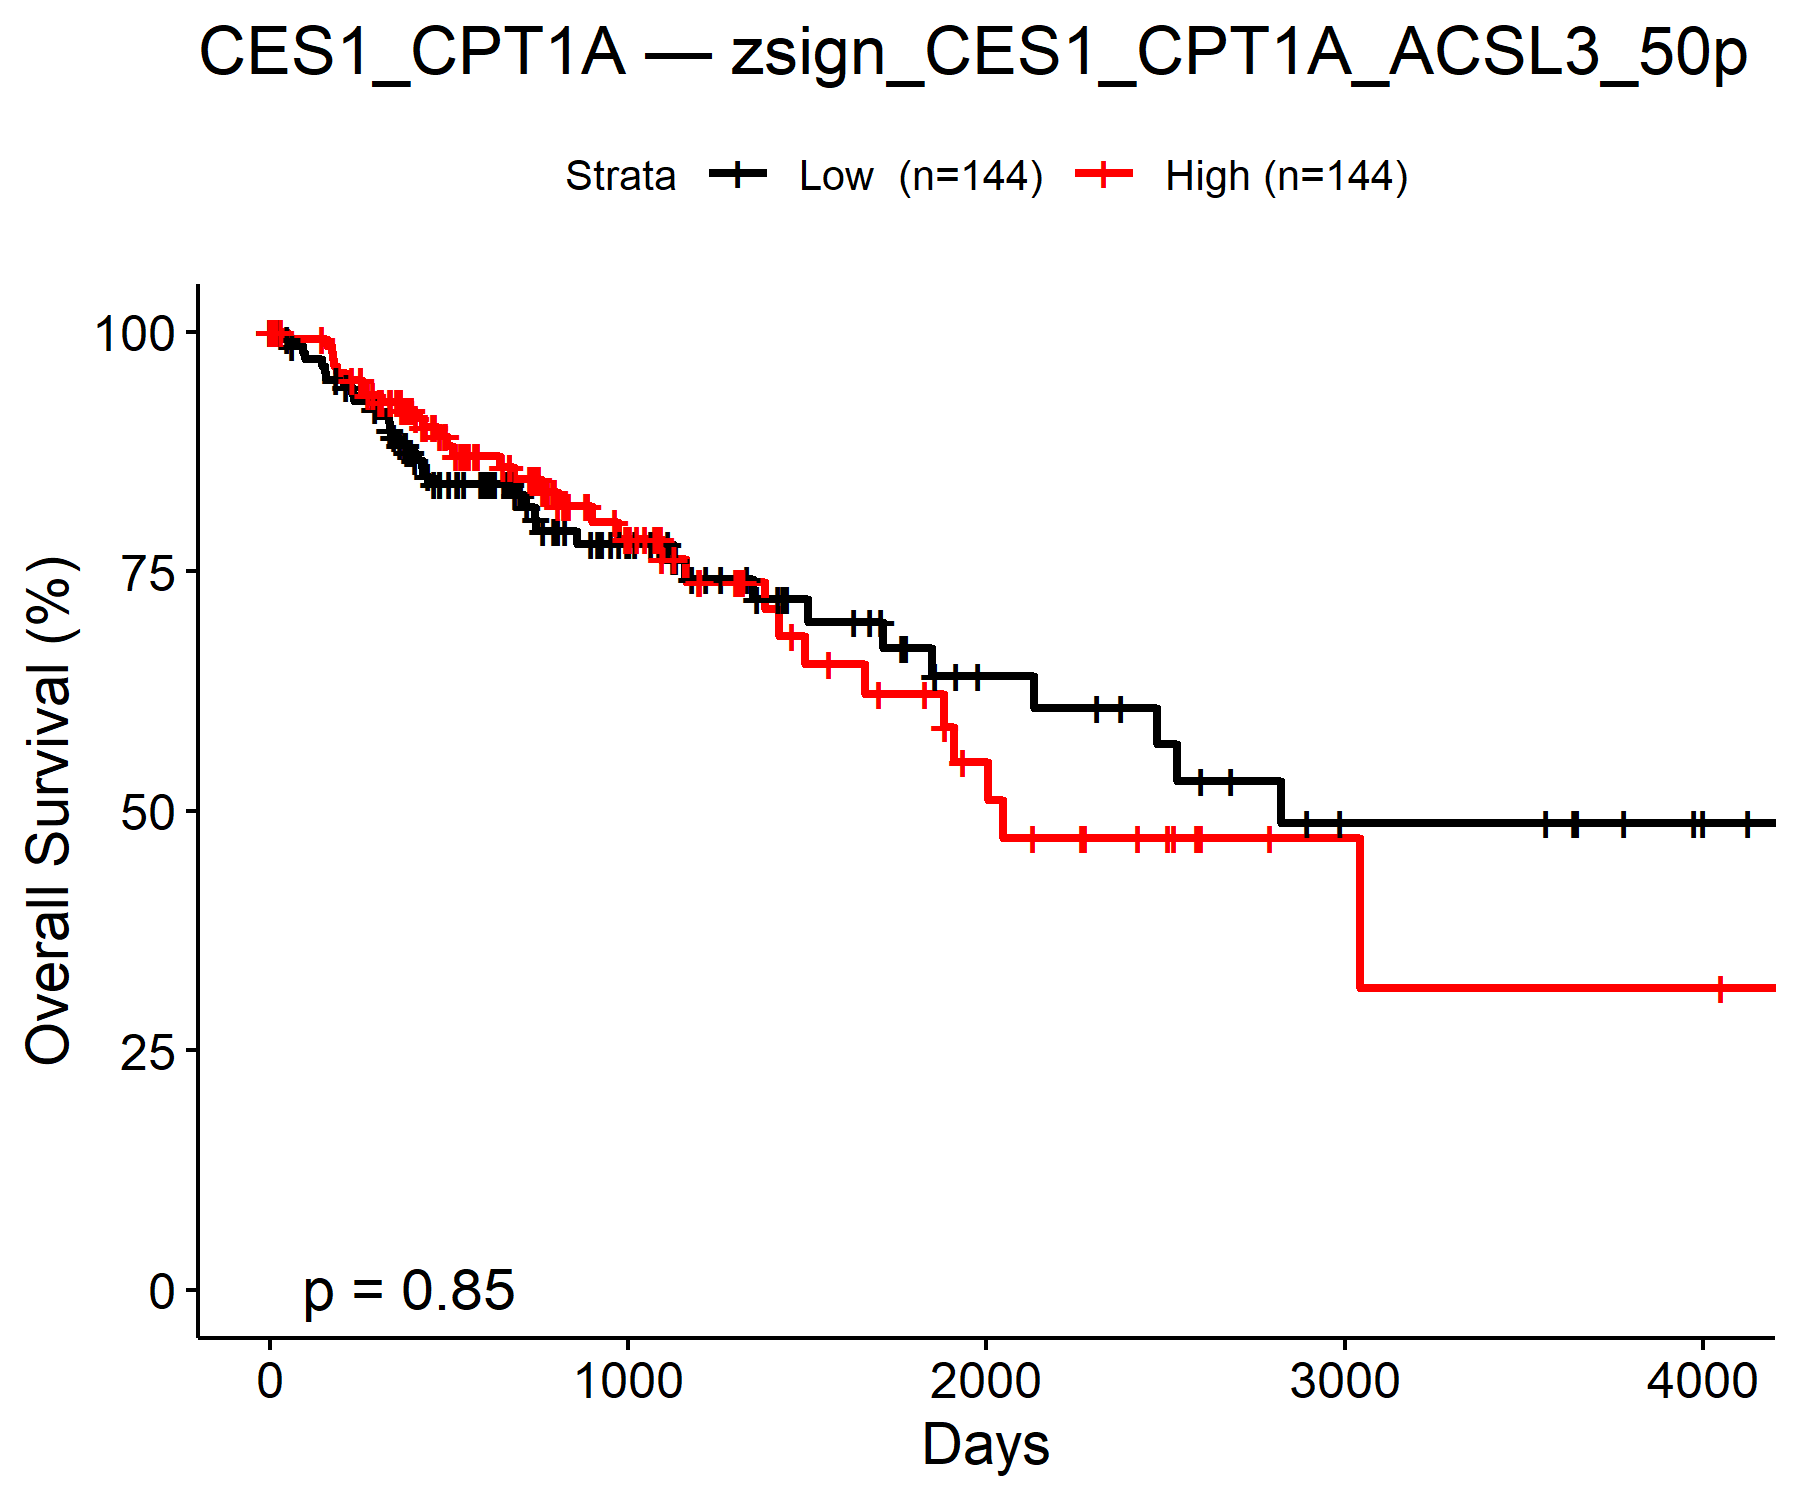 CES1_CPT1A — zsign_CES1_CPT1A_ACSL3_50p
Strata Low (n=144) High (n=144)
100
75
50
25
0
Overall Survival (%)
p = 0.85
0 1000 2000 3000 4000
Days